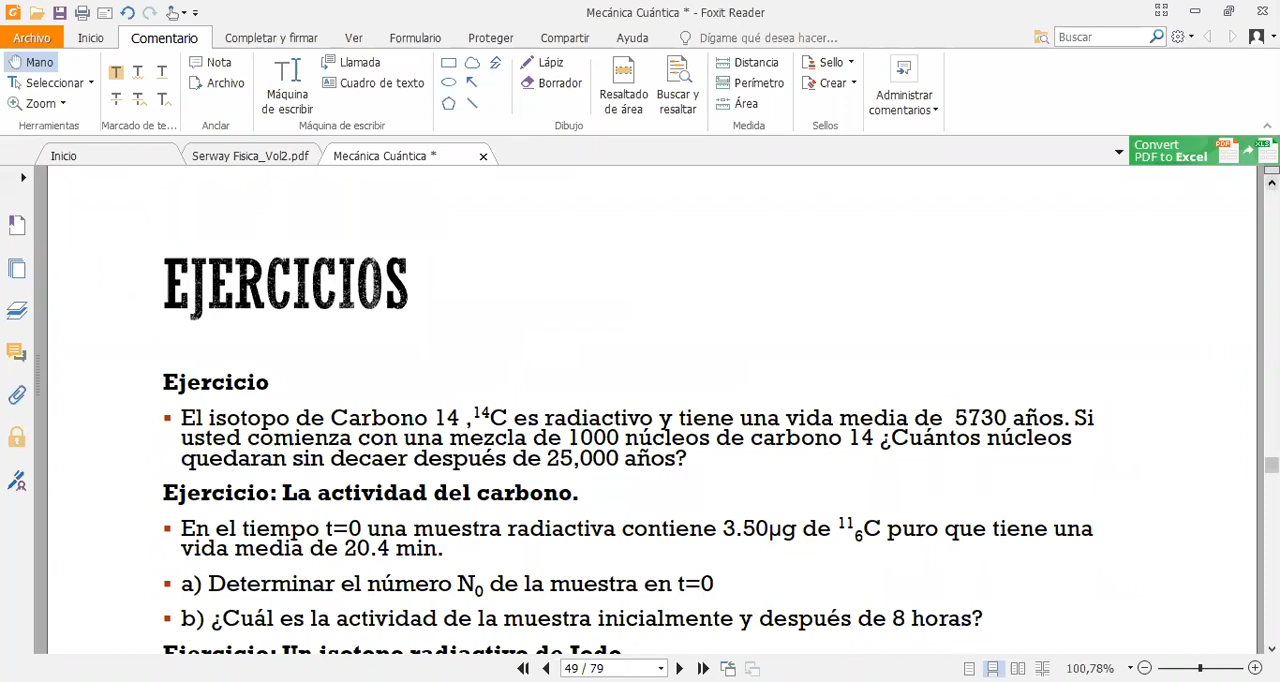 Mecánica Cuántica * - Foxit Reader
Archivo Inicio Comentario Completar y firmar Ver Formulario Proteger Compartir Ayuda Dígame qué desea hacer... Buscar
Mano
Seleccionar
Zoom
Herramientas
Marcado de te...
Nota
Archivo
Andar
Máquina de escribir
Llamada
Cuadro de texto
Máquina de escribir
Lápiz
Borrador
Dibujo
Resaltado de área
Buscar y resaltar
Distancia
Perímetro
Área
Medida
Sello
Crear
Sellos
Administrar comentarios
Inicio Serway Fisica_Vol2.pdf Mecánica Cuántica *
Convert
PDF to Excel
EJERCICIOS
Ejercicio
▪ El isotopo de Carbono 14 ,¹⁴C es radiactivo y tiene una vida media de 5730 años. Si
usted comienza con una mezcla de 1000 núcleos de carbono 14 ¿Cuántos núcleos
quedaran sin decaer después de 25,000 años?
Ejercicio: La actividad del carbono.
▪ En el tiempo t=0 una muestra radiactiva contiene 3.50μg de ¹¹₆C puro que tiene una
vida media de 20.4 min.
▪ a) Determinar el número N₀ de la muestra en t=0
▪ b) ¿Cuál es la actividad de la muestra inicialmente y después de 8 horas?
Ejercicio: Un isotopo radiactivo de Iodo.
49 / 79
100,78%